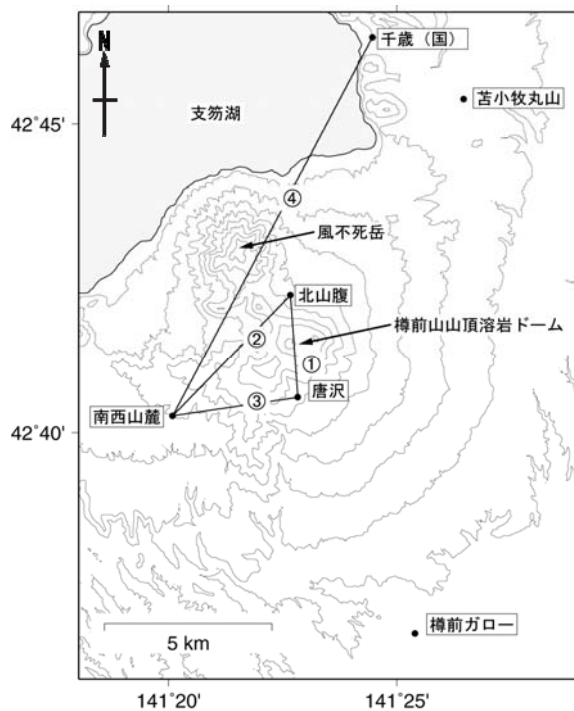 千歳（国）
N
苫小牧丸山
42˚45'
支笏湖
④
風不死岳
北山腹
樽前山山頂溶岩ドーム
②
①
唐沢
③
南西山麓
42˚40'
樽前ガロー
5 km
141˚20'
141˚25'